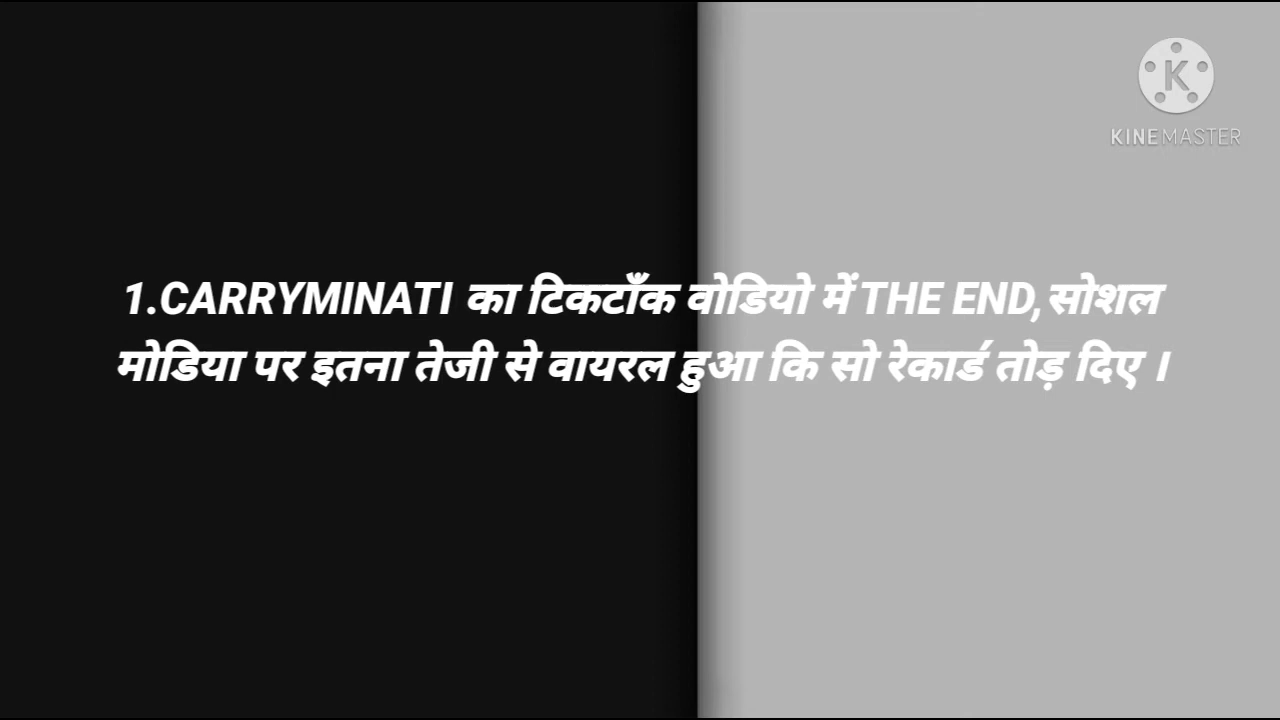 KINEMASTER
1.CARRYMINATI का टिकटाँक वोडियो में THE END,सोशल
मोडिया पर इतना तेजी से वायरल हुआ कि सो रेकार्ड तोड़ दिए ।